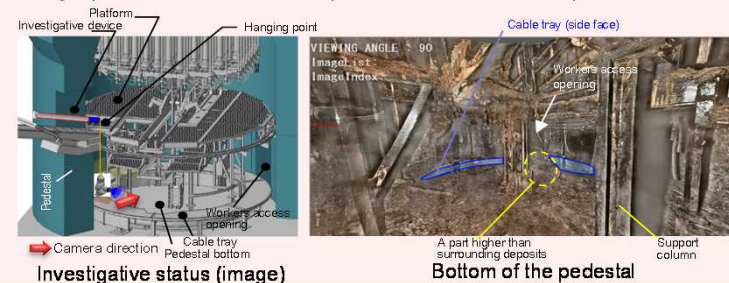 Platform
Investigative device
Hanging point
Pedestal
Workers access
opening
Cable tray
Pedestal bottom
Camera direction
Investigative status (image)
Cable tray (side face)
VIEWING ANGLE : 90
ImageList
ImageIndex
Workers access
opening
A part higher than
surrounding deposits
Support
column
Bottom of the pedestal